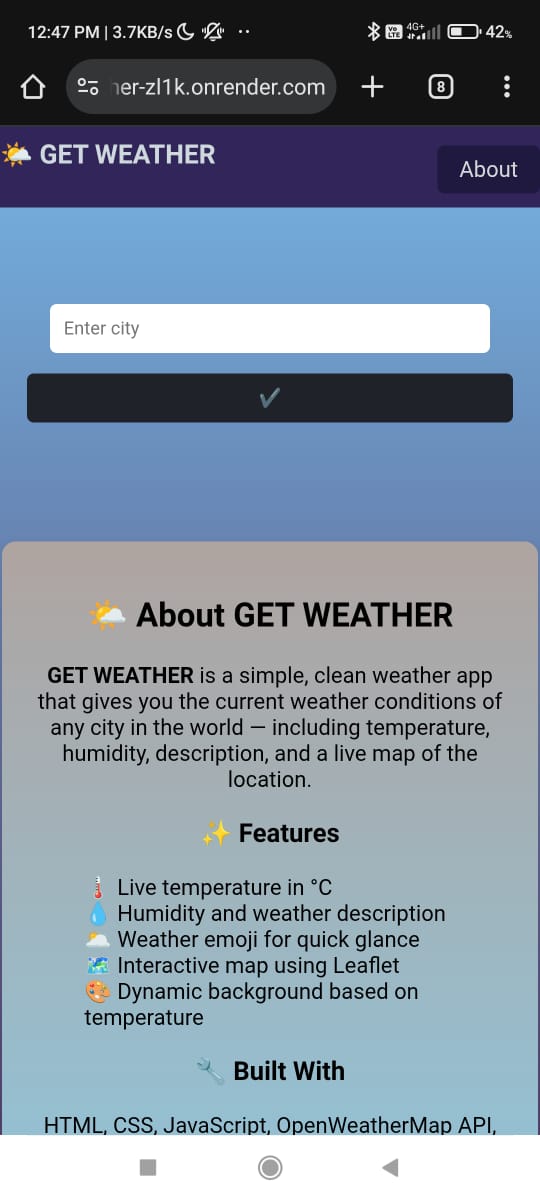 12:47 PM | 3.7KB/s
4G+
Vo
LTE
42%
her-zl1k.onrender.com
8
🌤️ GET WEATHER
About
Enter city
✔️
🌤️ About GET WEATHER
GET WEATHER is a simple, clean weather app
that gives you the current weather conditions of
any city in the world — including temperature,
humidity, description, and a live map of the
location.
✨ Features
🌡️ Live temperature in °C
💧 Humidity and weather description
🌥️ Weather emoji for quick glance
🗺️ Interactive map using Leaflet
🎨 Dynamic background based on
temperature
🔧 Built With
HTML, CSS, JavaScript, OpenWeatherMap API,